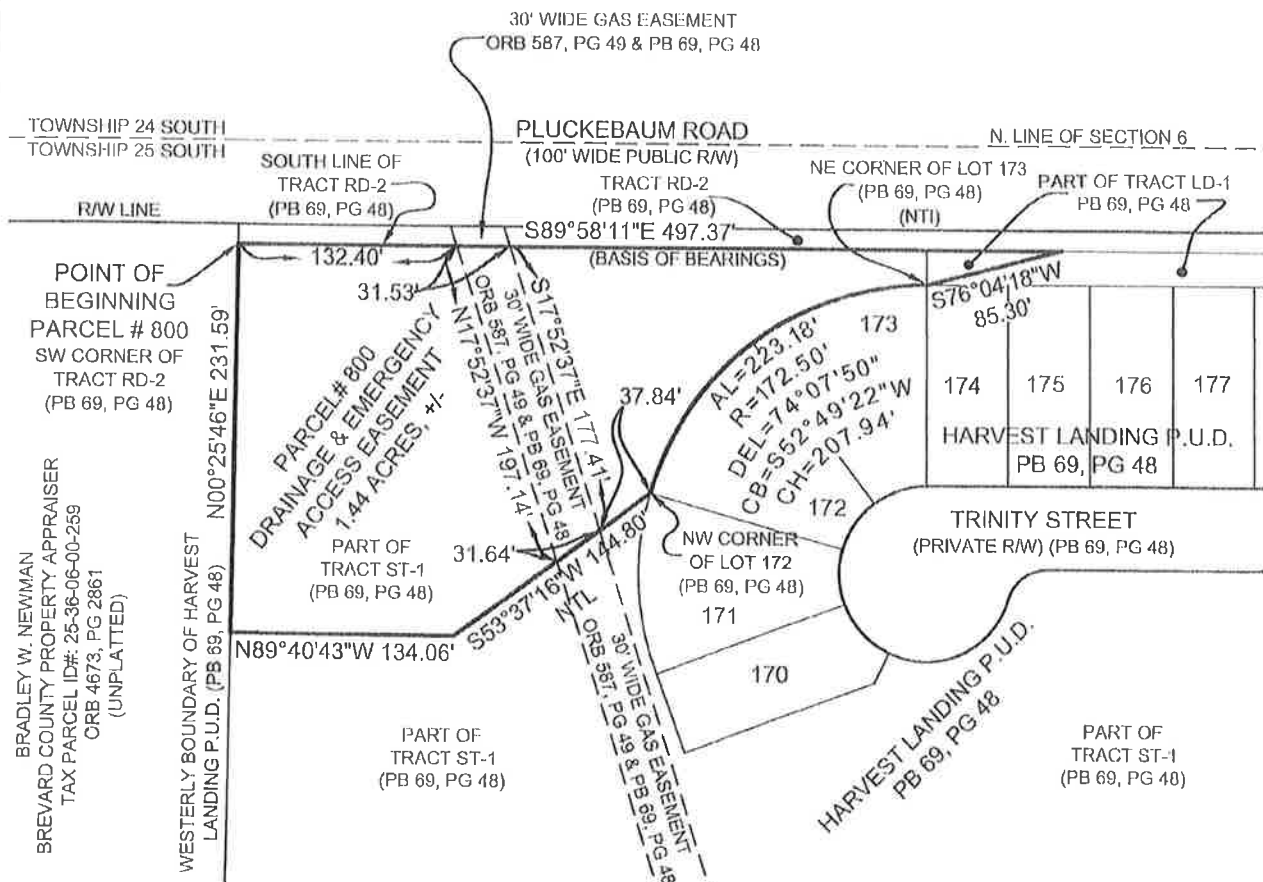 30' WIDE GAS EASEMENT
ORB 587, PG 49 & PB 69, PG 48
TOWNSHIP 24 SOUTH
TOWNSHIP 25 SOUTH
PLUCKEBAUM ROAD
(100' WIDE PUBLIC R/W)
N. LINE OF SECTION 6
SOUTH LINE OF
TRACT RD-2
(PB 69, PG 48)
TRACT RD-2
(PB 69, PG 48)
NE CORNER OF LOT 173
(PB 69, PG 48)
(NTI)
PART OF TRACT LD-1
PB 69, PG 48
R/W LINE
S89°58'11"E 497.37'
(BASIS OF BEARINGS)
132.40'
31.53'
POINT OF
BEGINNING
PARCEL # 800
SW CORNER OF
TRACT RD-2
(PB 69, PG 48)
N00°25'46"E 231.59'
PARCEL# 800
DRAINAGE & EMERGENCY
ACCESS EASEMENT
1.44 ACRES, +/-
N17°52'37"W 197.14'
ORB 587, PG 49 & PB 69, PG 48
30' WIDE GAS EASEMENT
S17°52'37"E 177.41'
37.84'
AL=223.18'
R=172.50'
DEL=74°07'50"
CB=S52°49'22"W
CH=207.94'
S76°04'18"W
85.30'
173
174
175
176
177
HARVEST LANDING P.U.D.
PB 69, PG 48
172
TRINITY STREET
(PRIVATE R/W) (PB 69, PG 48)
NW CORNER
OF LOT 172
(PB 69, PG 48)
31.64'
PART OF
TRACT ST-1
(PB 69, PG 48)
S53°37'16"W 144.80'
NTL
N89°40'43"W 134.06'
171
170
ORB 587, PG 49 & PB 69, PG 48
30' WIDE GAS EASEMENT
HARVEST LANDING P.U.D.
PB 69, PG 48
PART OF
TRACT ST-1
(PB 69, PG 48)
PART OF
TRACT ST-1
(PB 69, PG 48)
BRADLEY W. NEWMAN
BREVARD COUNTY PROPERTY APPRAISER
TAX PARCEL ID#: 25-36-06-00-259
ORB 4673, PG 2861
(UNPLATTED)
WESTERLY BOUNDARY OF HARVEST
LANDING P.U.D. (PB 69, PG 48)